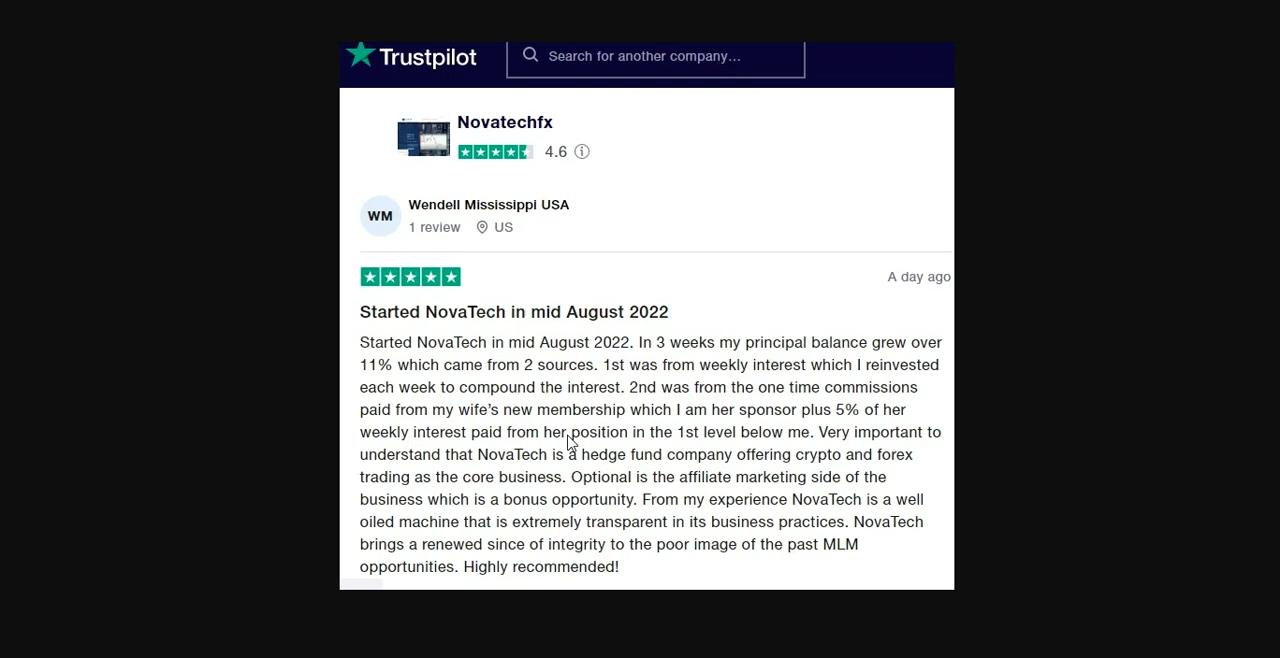 Trustpilot
Search for another company...
Novatechfx
4.6
WM
Wendell Mississippi USA
1 review US
A day ago
Started NovaTech in mid August 2022
Started NovaTech in mid August 2022. In 3 weeks my principal balance grew over
11% which came from 2 sources. 1st was from weekly interest which I reinvested
each week to compound the interest. 2nd was from the one time commissions
paid from my wife’s new membership which I am her sponsor plus 5% of her
weekly interest paid from her position in the 1st level below me. Very important to
understand that NovaTech is a hedge fund company offering crypto and forex
trading as the core business. Optional is the affiliate marketing side of the
business which is a bonus opportunity. From my experience NovaTech is a well
oiled machine that is extremely transparent in its business practices. NovaTech
brings a renewed since of integrity to the poor image of the past MLM
opportunities. Highly recommended!